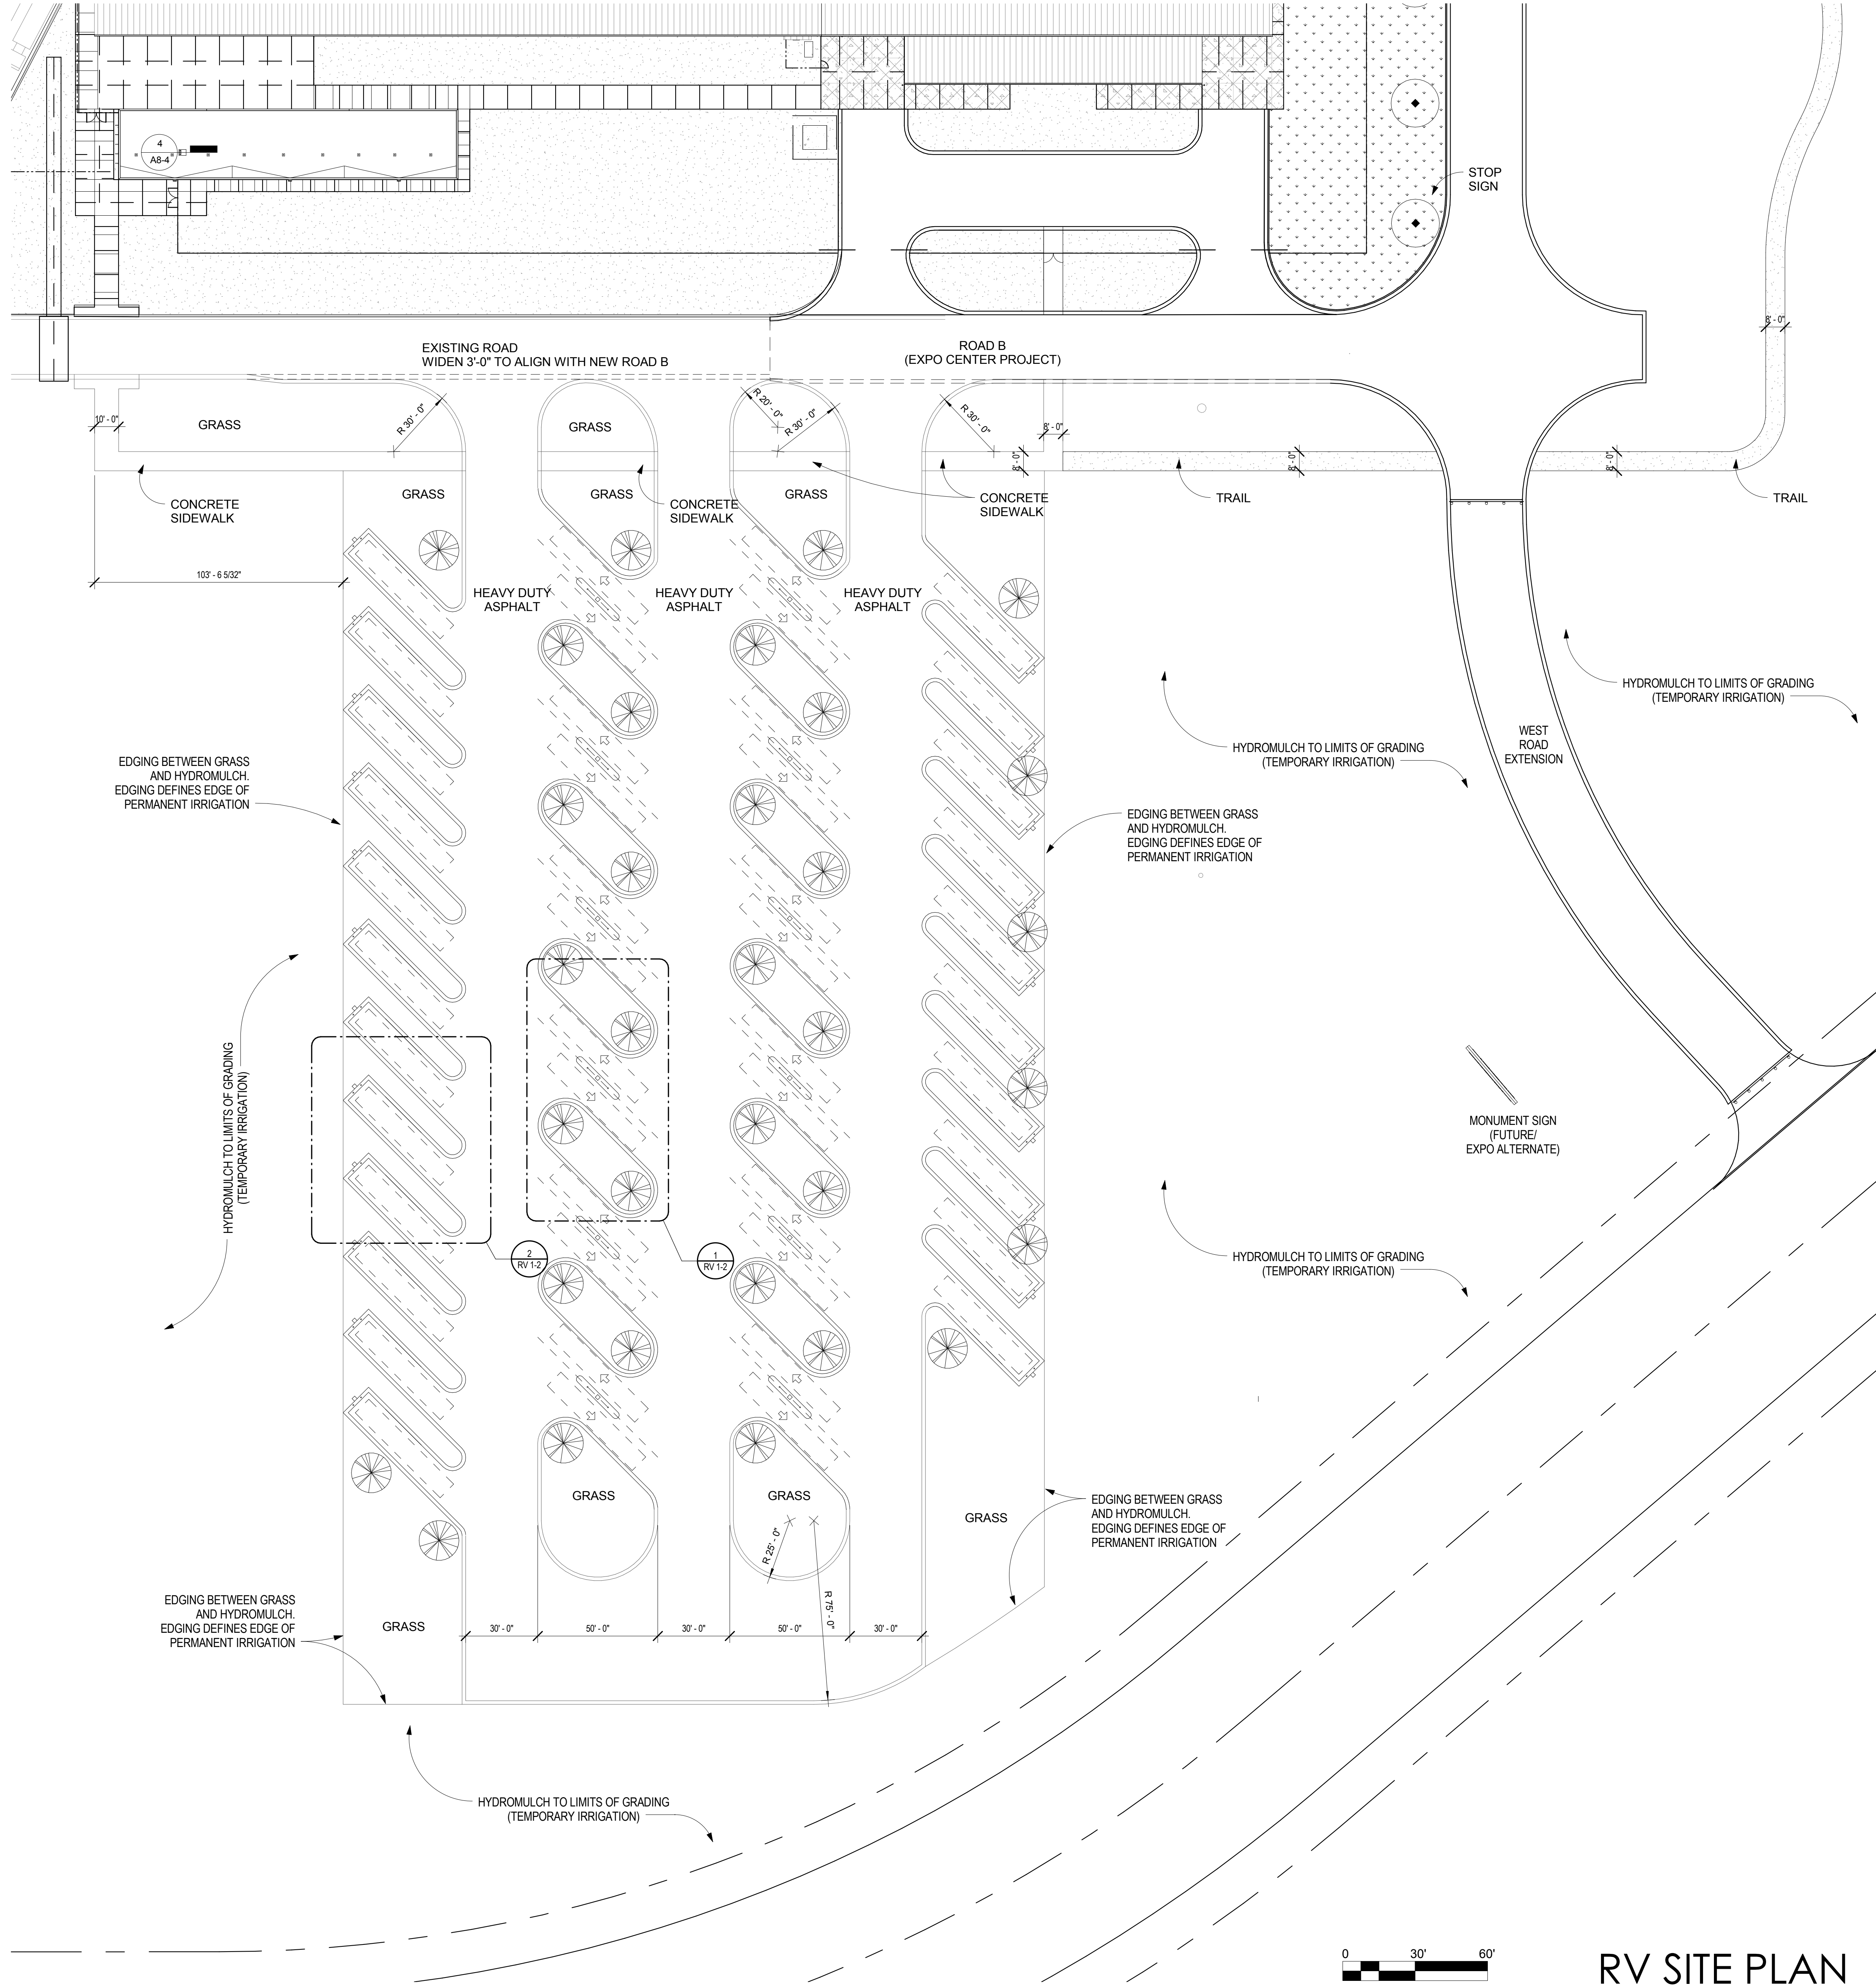 4
A8-4
STOP
SIGN
EXISTING ROAD
WIDEN 3'-0" TO ALIGN WITH NEW ROAD B
ROAD B
(EXPO CENTER PROJECT)
8' - 0"
10' - 0"
GRASS
R 30' - 0"
GRASS
R 20' - 0"
R 30' - 0"
R 30' - 0"
8' - 0"
8' - 0"
8' - 0"
8' - 0"
CONCRETE
SIDEWALK
GRASS
GRASS
CONCRETE
SIDEWALK
GRASS
CONCRETE
SIDEWALK
TRAIL
TRAIL
103' - 6 5/32"
HEAVY DUTY
ASPHALT
HEAVY DUTY
ASPHALT
HEAVY DUTY
ASPHALT
HYDROMULCH TO LIMITS OF GRADING
(TEMPORARY IRRIGATION)
WEST
ROAD
EXTENSION
HYDROMULCH TO LIMITS OF GRADING
(TEMPORARY IRRIGATION)
EDGING BETWEEN GRASS
AND HYDROMULCH.
EDGING DEFINES EDGE OF
PERMANENT IRRIGATION
EDGING BETWEEN GRASS
AND HYDROMULCH.
EDGING DEFINES EDGE OF
PERMANENT IRRIGATION
HYDROMULCH TO LIMITS OF GRADING
(TEMPORARY IRRIGATION)
MONUMENT SIGN
(FUTURE/
EXPO ALTERNATE)
2
RV 1-2
1
RV 1-2
HYDROMULCH TO LIMITS OF GRADING
(TEMPORARY IRRIGATION)
GRASS
GRASS
GRASS
EDGING BETWEEN GRASS
AND HYDROMULCH.
EDGING DEFINES EDGE OF
PERMANENT IRRIGATION
R 25' - 0"
R 75' - 0"
EDGING BETWEEN GRASS
AND HYDROMULCH.
EDGING DEFINES EDGE OF
PERMANENT IRRIGATION
GRASS
30' - 0"
50' - 0"
30' - 0"
50' - 0"
30' - 0"
HYDROMULCH TO LIMITS OF GRADING
(TEMPORARY IRRIGATION)
0 30' 60'
RV SITE PLAN